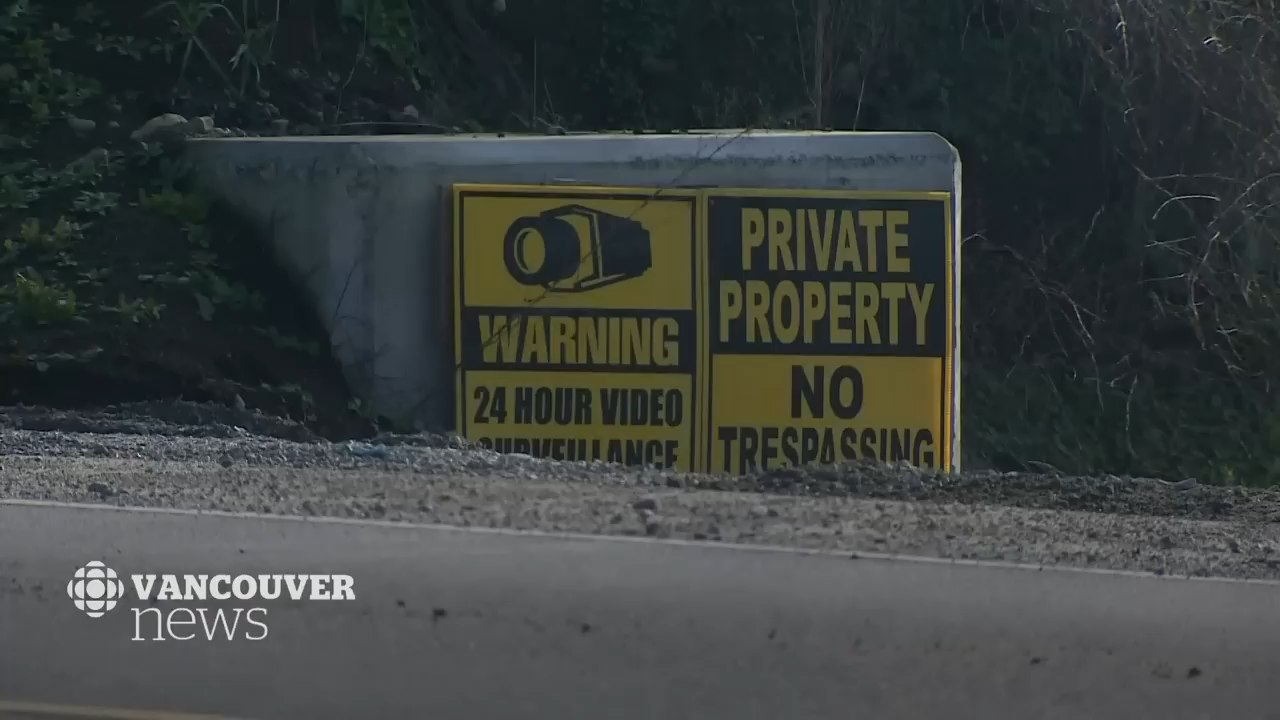 WARNING
24 HOUR VIDEO
SURVEILLANCE
PRIVATE
PROPERTY
NO
TRESPASSING
VANCOUVER
news